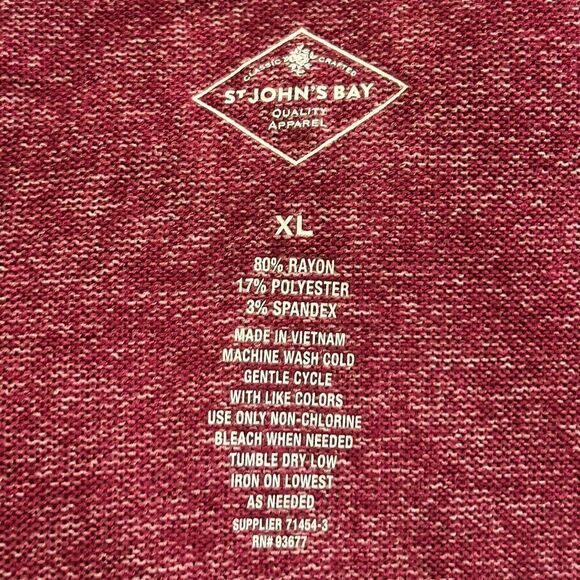 CLASSIC CRAFTED
ST JOHN'S BAY
QUALITY
APPAREL
XL
80% RAYON
17% POLYESTER
3% SPANDEX
MADE IN VIETNAM
MACHINE WASH COLD
GENTLE CYCLE
WITH LIKE COLORS
USE ONLY NON-CHLORINE
BLEACH WHEN NEEDED
TUMBLE DRY LOW
IRON ON LOWEST
AS NEEDED
SUPPLIER 71454-3
RN# 93677